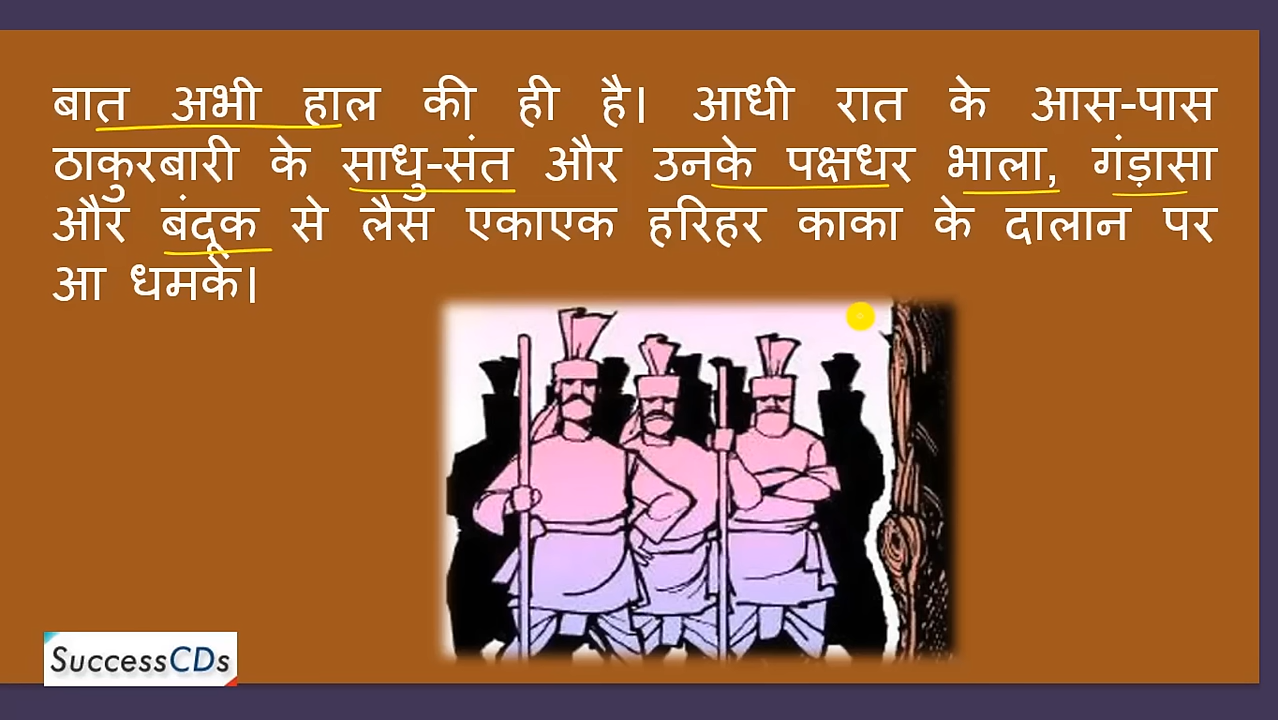 बात अभी हाल की ही है। आधी रात के आस-पास
ठाकुरबारी के साधु-संत और उनके पक्षधर भाला, गंड़ासा
और बंदूक से लैस एकाएक हरिहर काका के दालान पर
आ धमके।
SuccessCDs